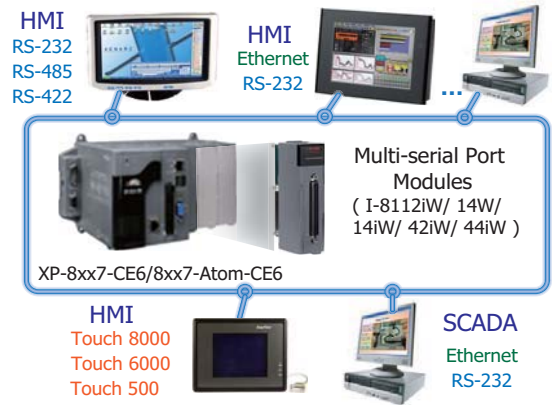 HMI
RS-232
RS-485
RS-422
HMI
Ethernet
RS-232
...
Multi-serial Port
Modules
( I-8112iW/ 14W/
14iW/ 42iW/ 44iW )
XP-8xx7-CE6/8xx7-Atom-CE6
HMI
Touch 8000
Touch 6000
Touch 500
SCADA
Ethernet
RS-232